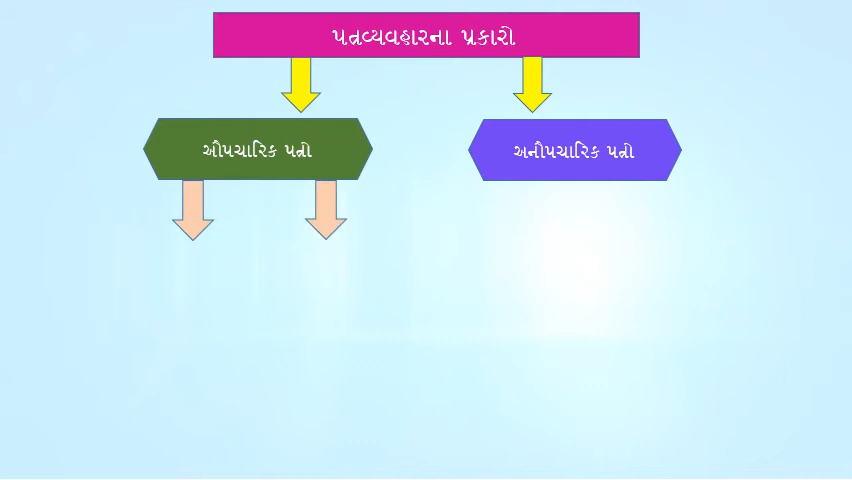 પત્રવ્યવહારના પ્રકારો
ઔપચારિક પત્રો
અનૌપચારિક પત્રો